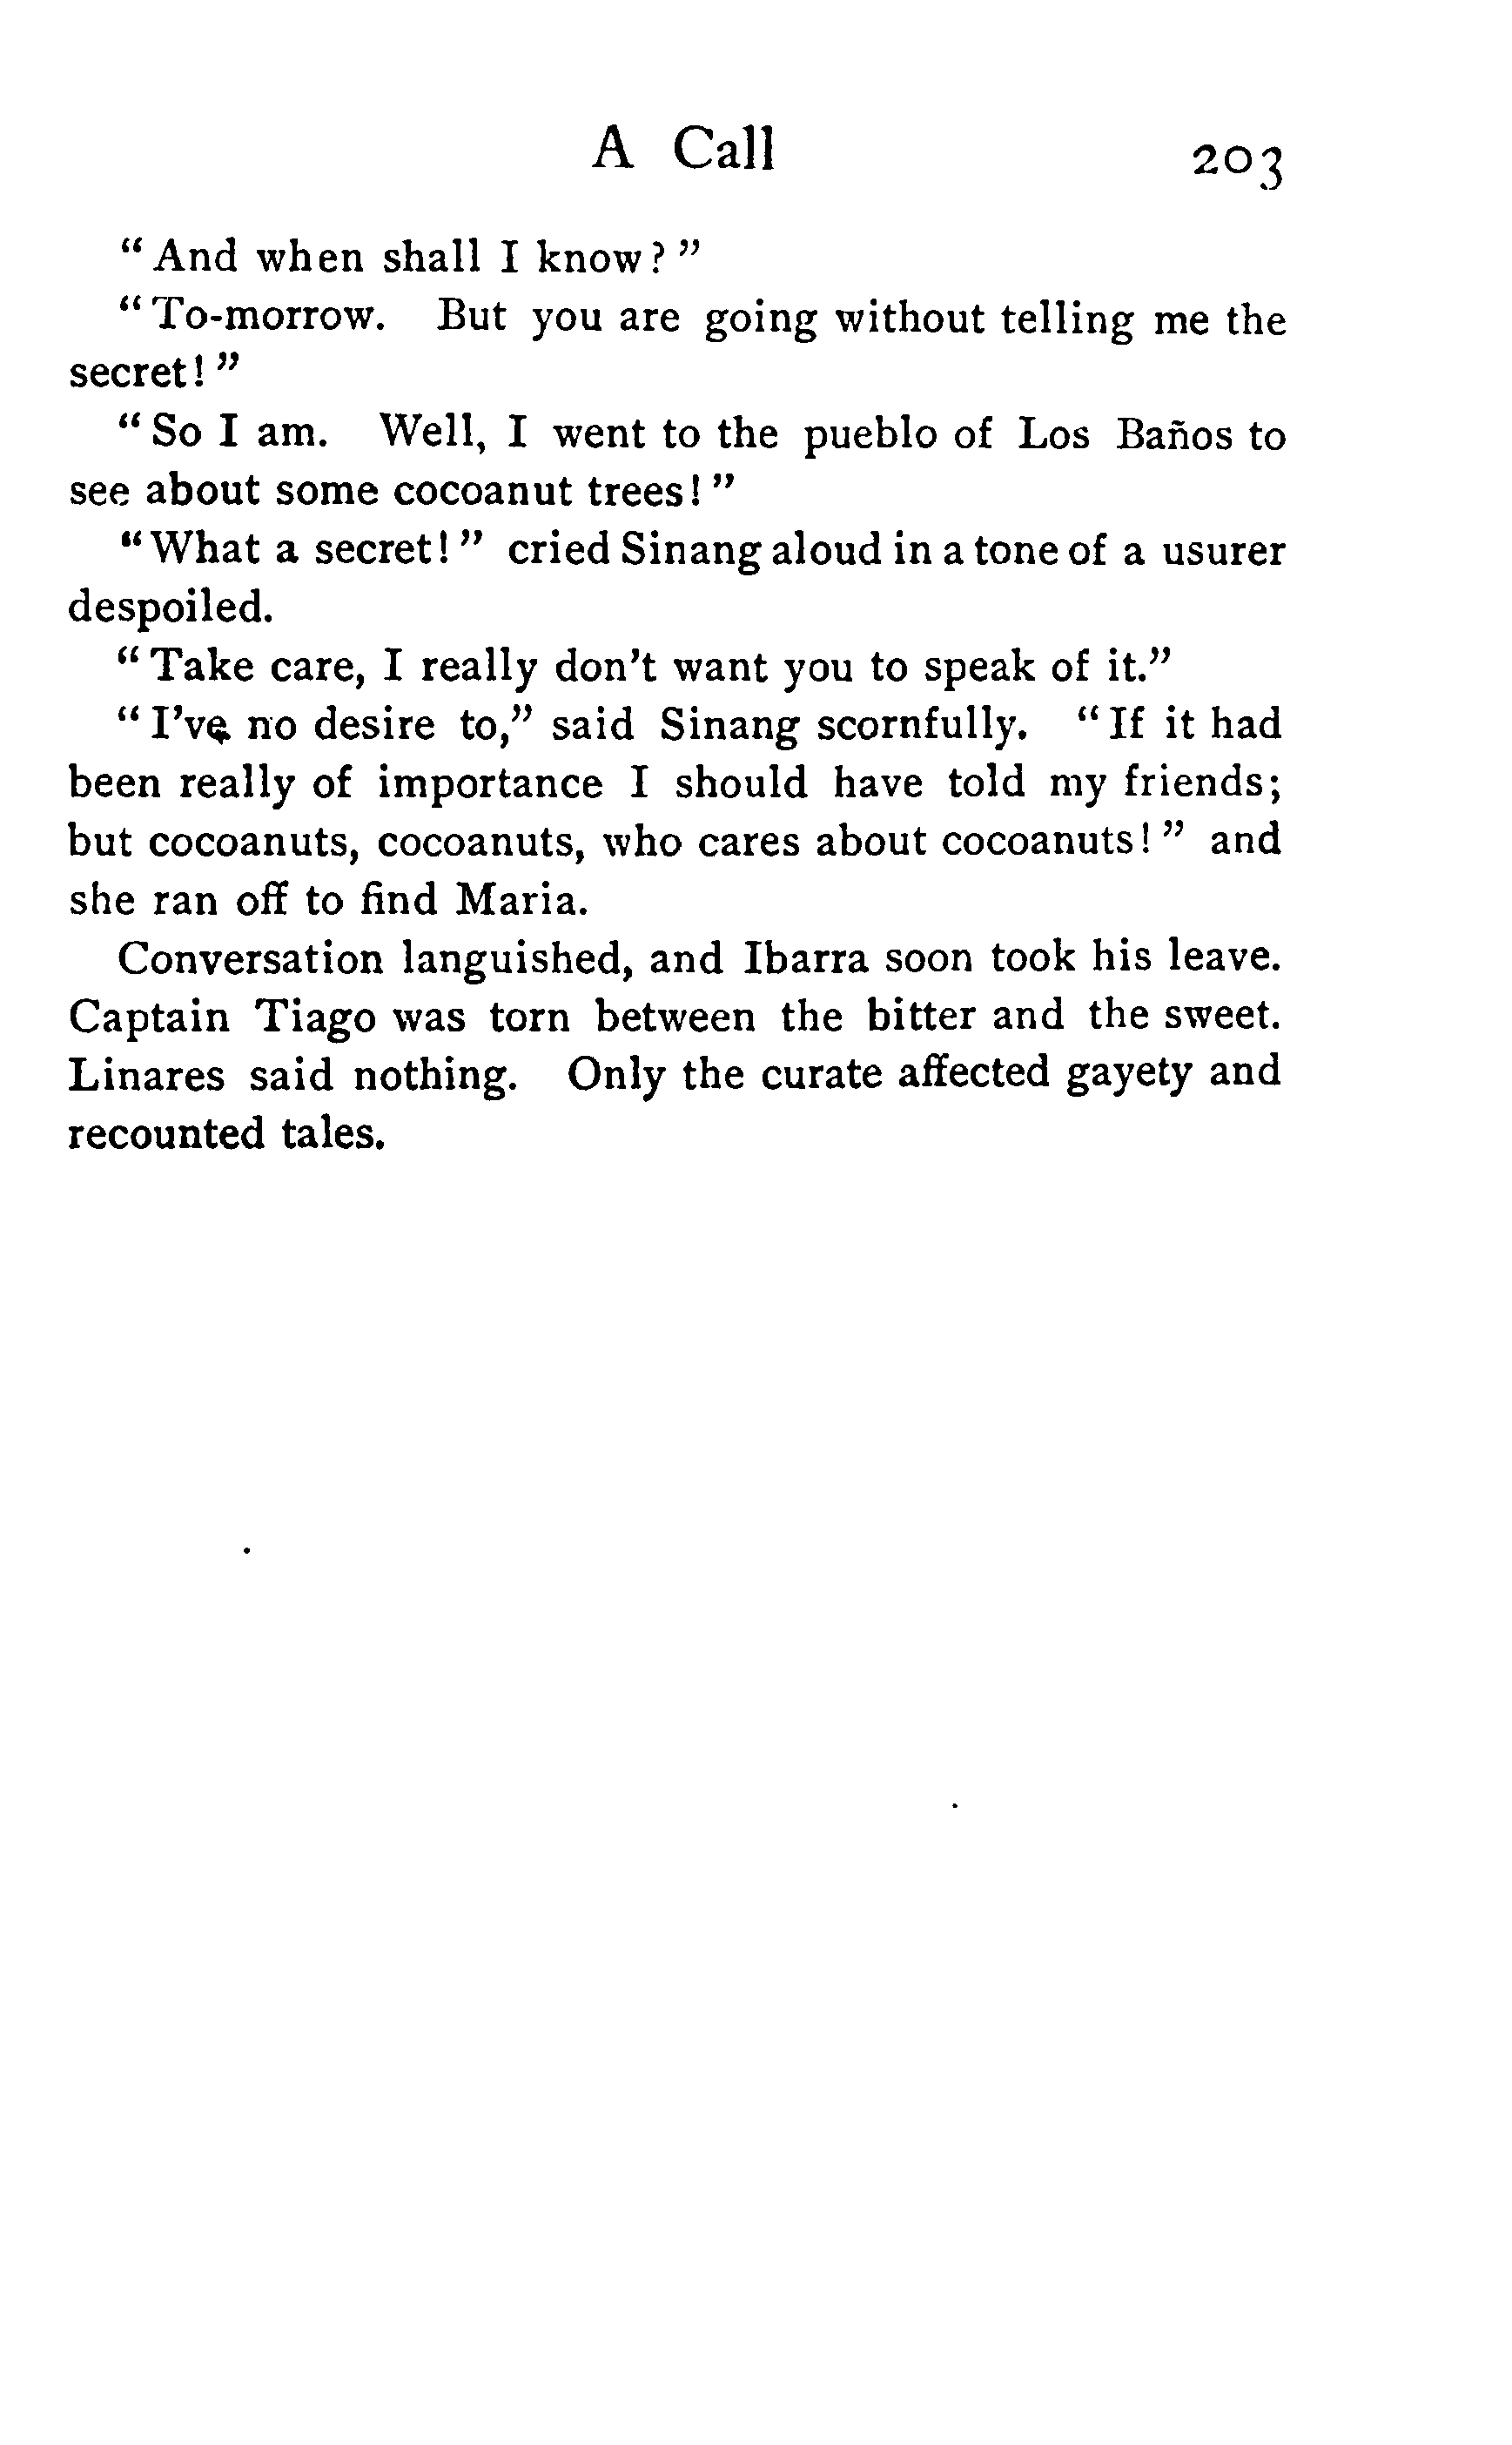 A Call 203
"And when shall I know?"
"To-morrow. But you are going without telling me the
secret!"
"So I am. Well, I went to the pueblo of Los Baños to
see about some cocoanut trees!"
"What a secret!" cried Sinang aloud in a tone of a usurer
despoiled.
"Take care, I really don't want you to speak of it."
"I've no desire to," said Sinang scornfully. "If it had
been really of importance I should have told my friends;
but cocoanuts, cocoanuts, who cares about cocoanuts!" and
she ran off to find Maria.
Conversation languished, and Ibarra soon took his leave.
Captain Tiago was torn between the bitter and the sweet.
Linares said nothing. Only the curate affected gayety and
recounted tales.